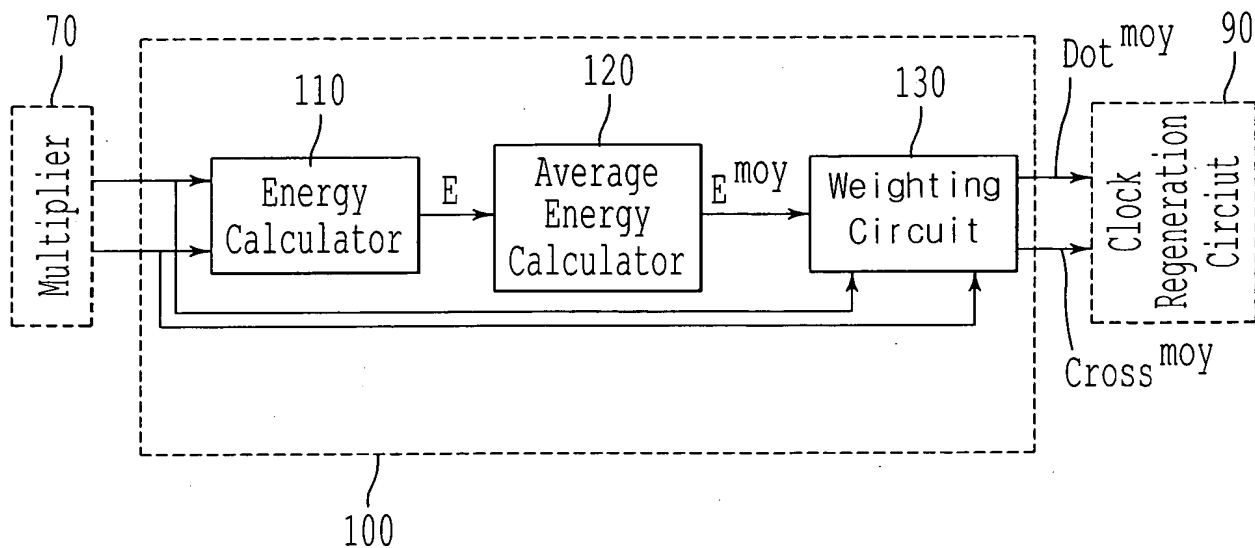 70
110
120
130
Dot moy
90
Multiplier
Energy
Calculator
E
Average
Energy
Calculator
E moy
Weighting
Circuit
Clock
Regeneration
Circiut
Cross moy
100